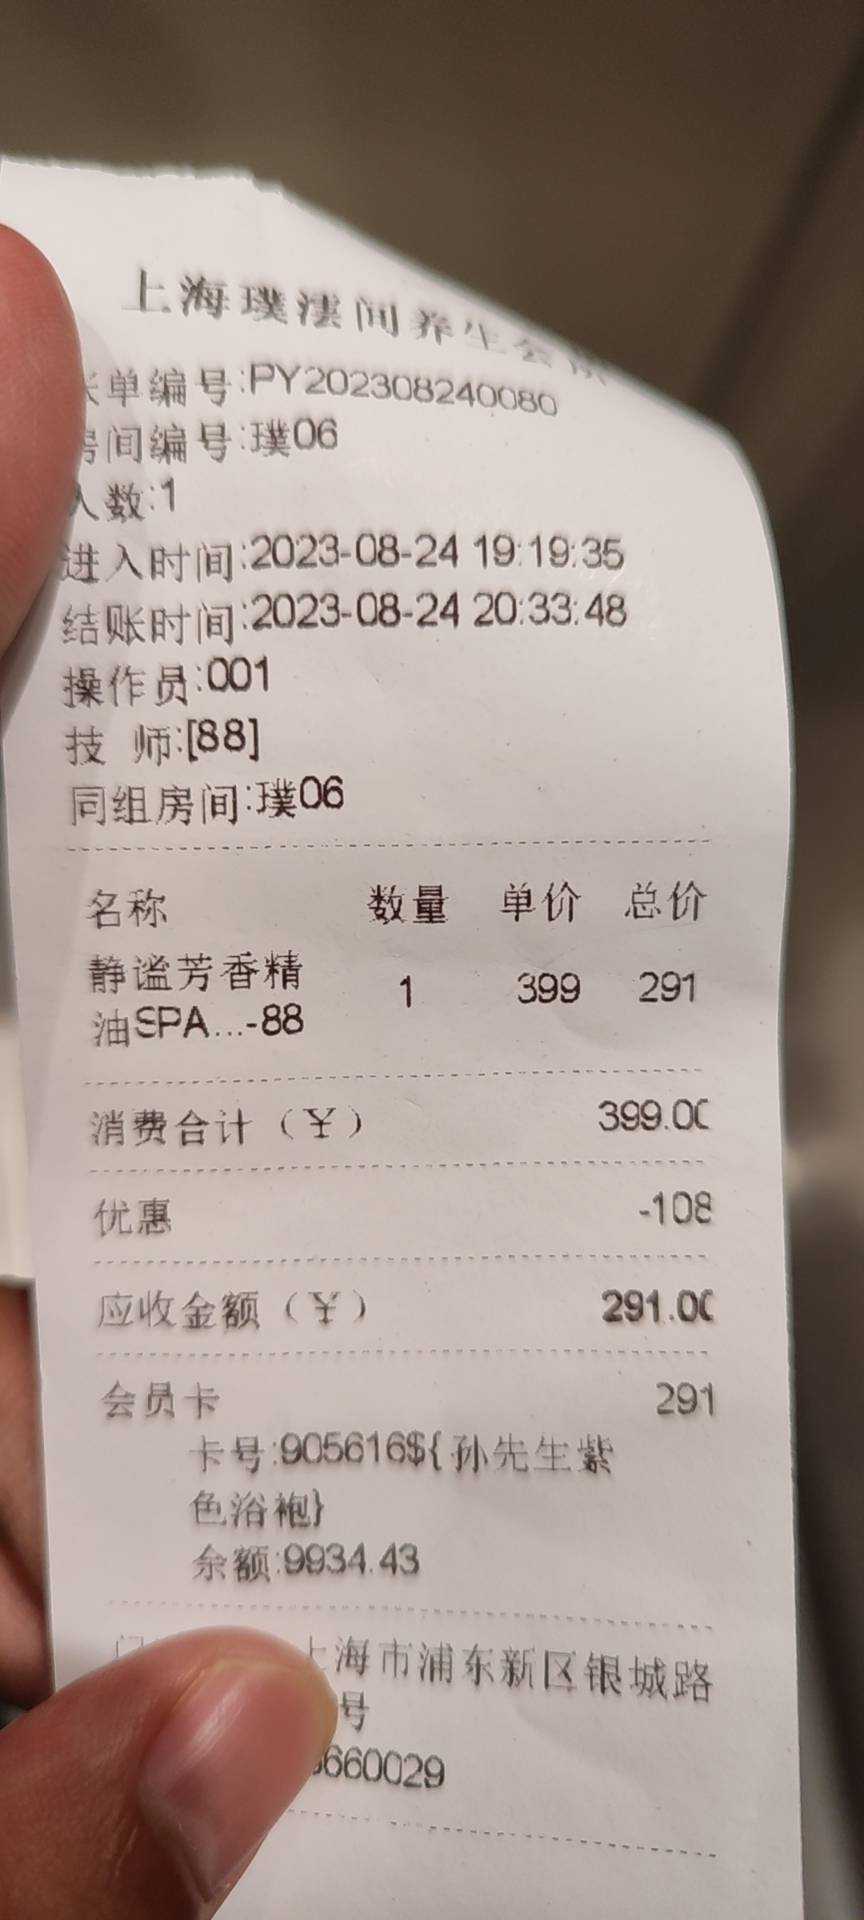 上海璞淒间养生会所
账单编号:PY202308240080
房间编号:璞06
人数:1
进入时间:2023-08-24 19:19:35
结账时间:2023-08-24 20:33:48
操作员:001
技 师:[88]
同组房间:璞06
名称 数量 单价 总价
静谧芳香精
油SPA...-88 1 399 291
消费合计（¥） 399.00
优惠 -108
应收金额（¥） 291.00
会员卡 291
卡号:905616${孙先生紫
色浴袍}
余额:9934.43
上海市浦东新区银城路
号
660029